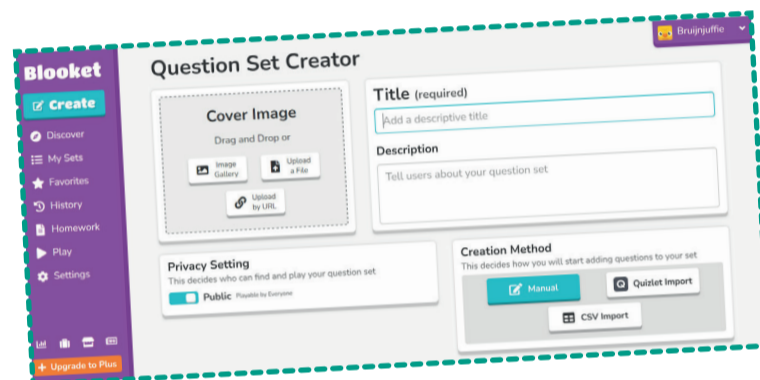 Blooket
Create
Discover
My Sets
Favorites
History
Homework
Play
Settings
Upgrade to Plus
Bruijnjuffie
Question Set Creator
Cover Image
Drag and Drop or
Image
Gallery
Upload
a File
Upload
by URL
Title (required)
Add a descriptive title
Description
Tell users about your question set
Privacy Setting
This decides who can find and play your question set
Public Playable by Everyone
Creation Method
This decides how you will start adding questions to your set
Manual
Quizlet Import
CSV Import